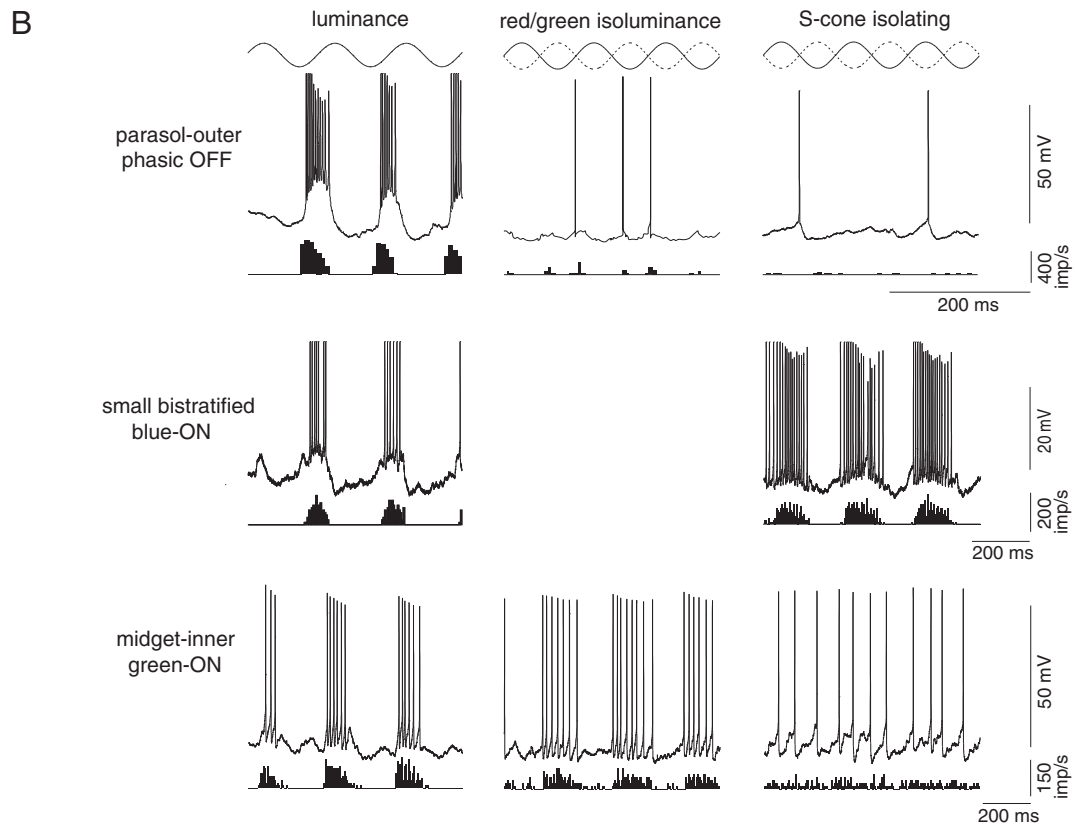 B
luminance
red/green isoluminance
S-cone isolating
parasol-outer
phasic OFF
50 mV
400
imp/s
200 ms
small bistratified
blue-ON
20 mV
200
imp/s
200 ms
midget-inner
green-ON
50 mV
150
imp/s
200 ms